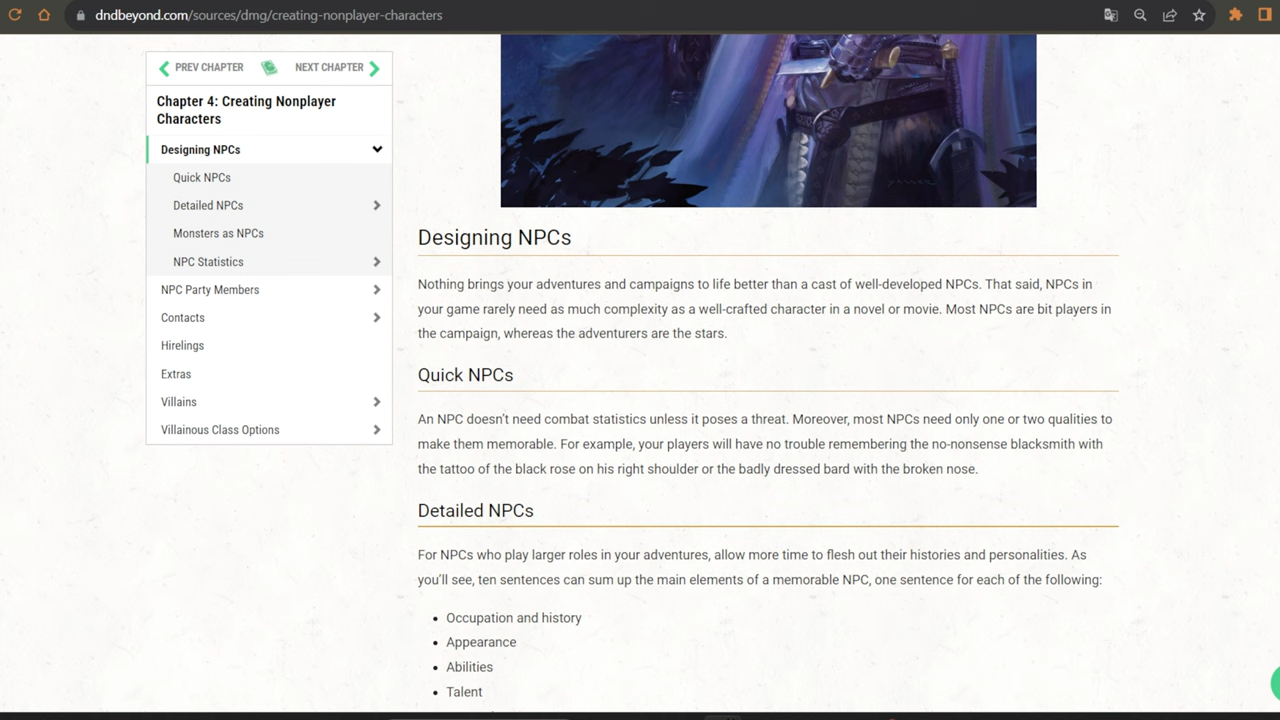 dndbeyond.com/sources/dmg/creating-nonplayer-characters
PREV CHAPTER
NEXT CHAPTER
Chapter 4: Creating Nonplayer
Characters
Designing NPCs
Quick NPCs
Detailed NPCs
Monsters as NPCs
NPC Statistics
NPC Party Members
Contacts
Hirelings
Extras
Villains
Villainous Class Options
Designing NPCs
Nothing brings your adventures and campaigns to life better than a cast of well-developed NPCs. That said, NPCs in
your game rarely need as much complexity as a well-crafted character in a novel or movie. Most NPCs are bit players in
the campaign, whereas the adventurers are the stars.
Quick NPCs
An NPC doesn’t need combat statistics unless it poses a threat. Moreover, most NPCs need only one or two qualities to
make them memorable. For example, your players will have no trouble remembering the no-nonsense blacksmith with
the tattoo of the black rose on his right shoulder or the badly dressed bard with the broken nose.
Detailed NPCs
For NPCs who play larger roles in your adventures, allow more time to flesh out their histories and personalities. As
you’ll see, ten sentences can sum up the main elements of a memorable NPC, one sentence for each of the following:
• Occupation and history
• Appearance
• Abilities
• Talent